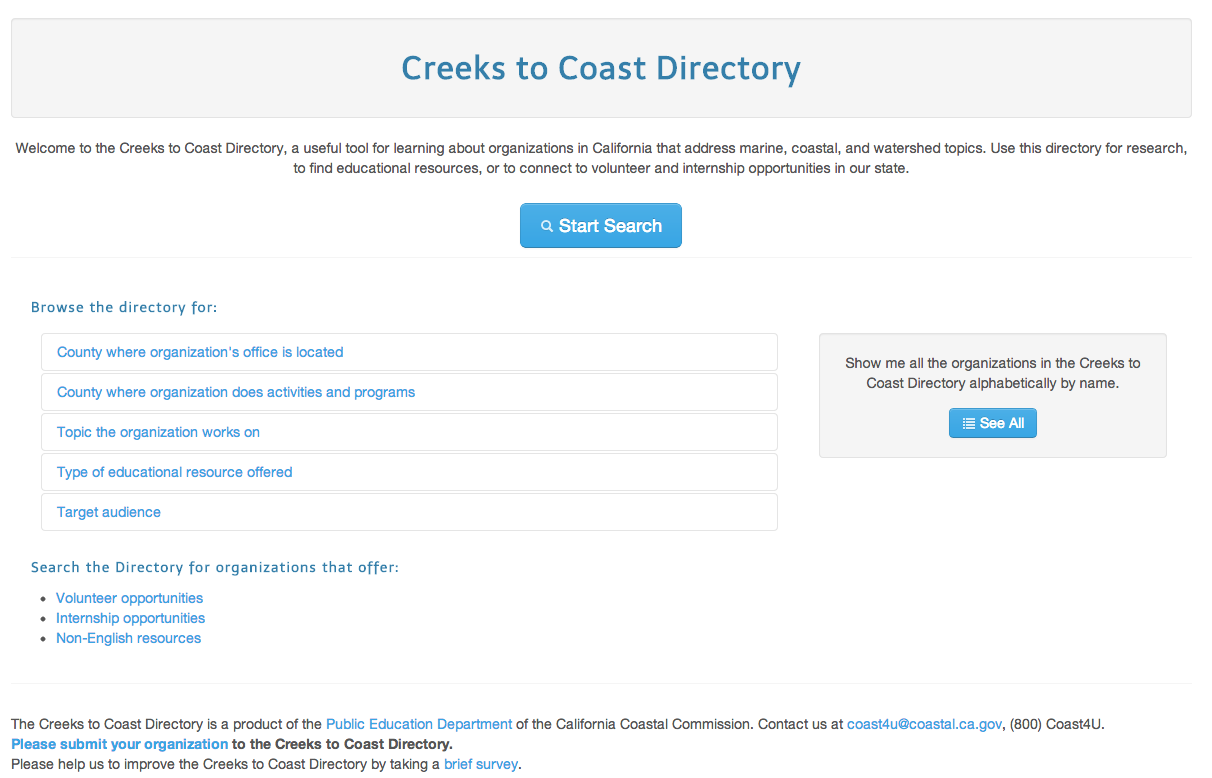 Creeks to Coast Directory
Welcome to the Creeks to Coast Directory, a useful tool for learning about organizations in California that address marine, coastal, and watershed topics. Use this directory for research,
to find educational resources, or to connect to volunteer and internship opportunities in our state.
Start Search
Browse the directory for:
County where organization's office is located
County where organization does activities and programs
Topic the organization works on
Type of educational resource offered
Target audience
Show me all the organizations in the Creeks to
Coast Directory alphabetically by name.
See All
Search the Directory for organizations that offer:
• Volunteer opportunities
• Internship opportunities
• Non-English resources
The Creeks to Coast Directory is a product of the Public Education Department of the California Coastal Commission. Contact us at coast4u@coastal.ca.gov, (800) Coast4U.
Please submit your organization to the Creeks to Coast Directory.
Please help us to improve the Creeks to Coast Directory by taking a brief survey.